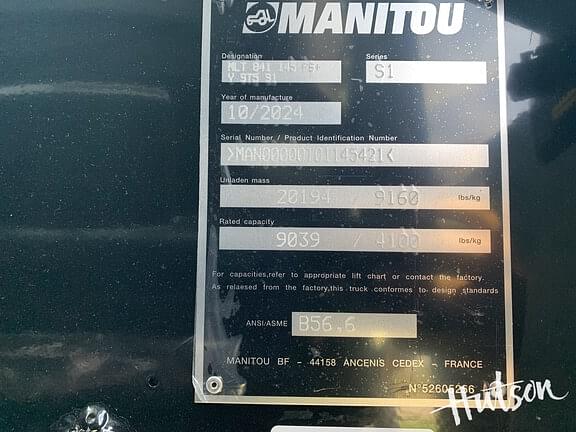 MANITOU
Designation Series
MLT 841 145 PS+ S1
Y ST5 S1
Year of manufacture
10/2024
Serial Number / Product Identification Number
>MAN00000T01145421<
Unladen mass
20194 / 9160 lbs/kg
Rated capacity
9039 / 4100 lbs/kg
For capacities,refer to appropriate lift chart or contact the factory.
As relaesed from the factory,this truck conformes to design standards
ANSI/ASME B56,6
MANITOU BF - 44158 ANCENIS CEDEX - FRANCE
N°52605256
Hutson